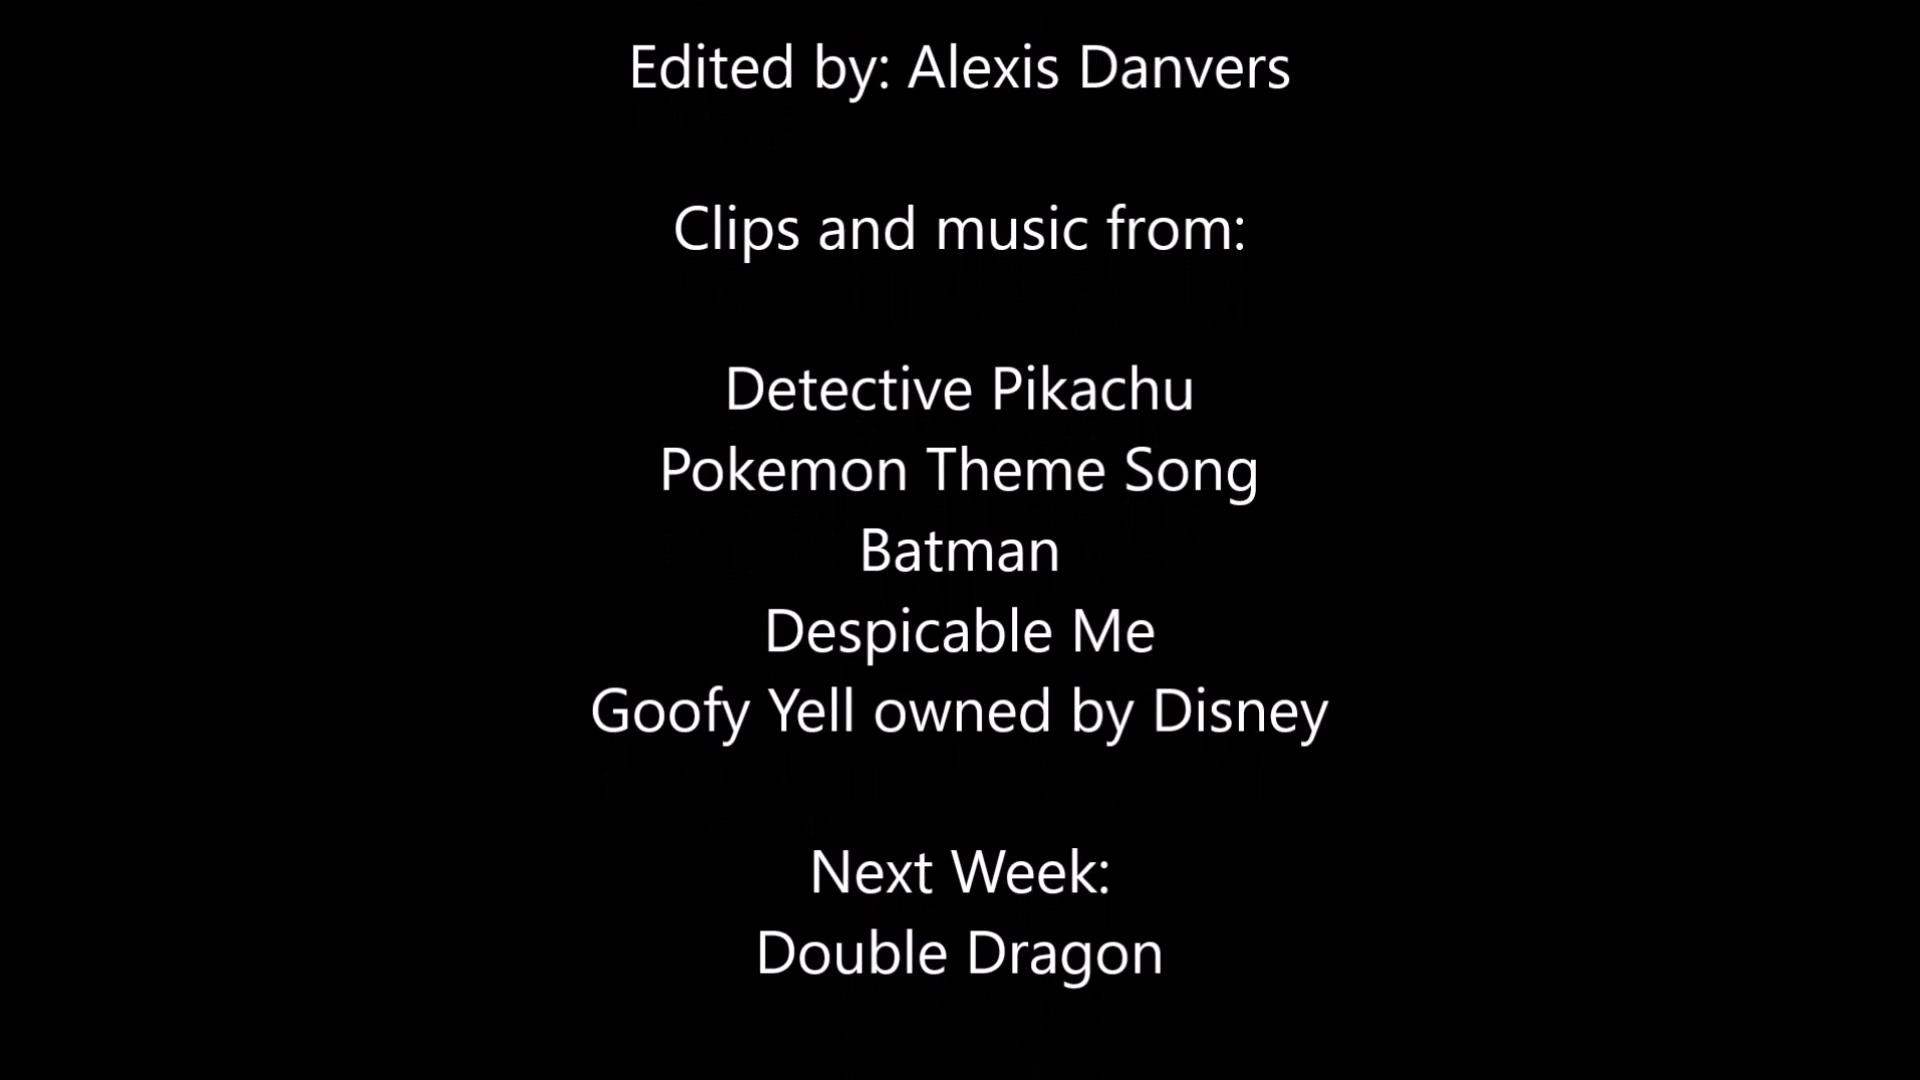 Edited by: Alexis Danvers
Clips and music from:
Detective Pikachu
Pokemon Theme Song
Batman
Despicable Me
Goofy Yell owned by Disney
Next Week:
Double Dragon